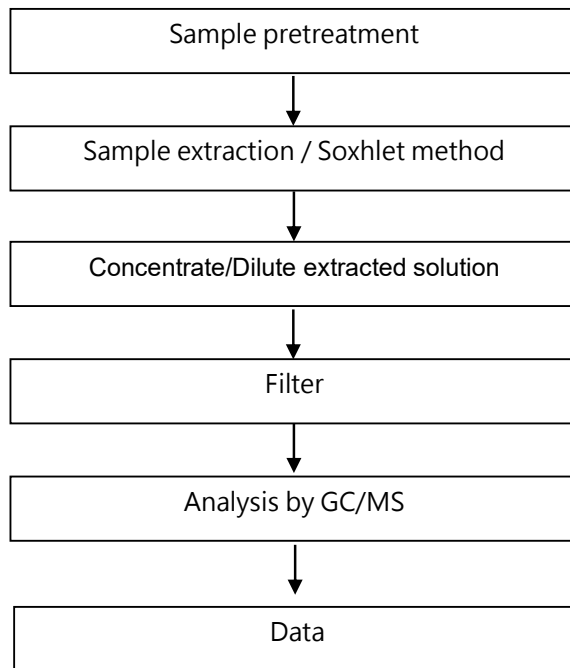 Sample pretreatment
Sample extraction / Soxhlet method
Concentrate/Dilute extracted solution
Filter
Analysis by GC/MS
Data